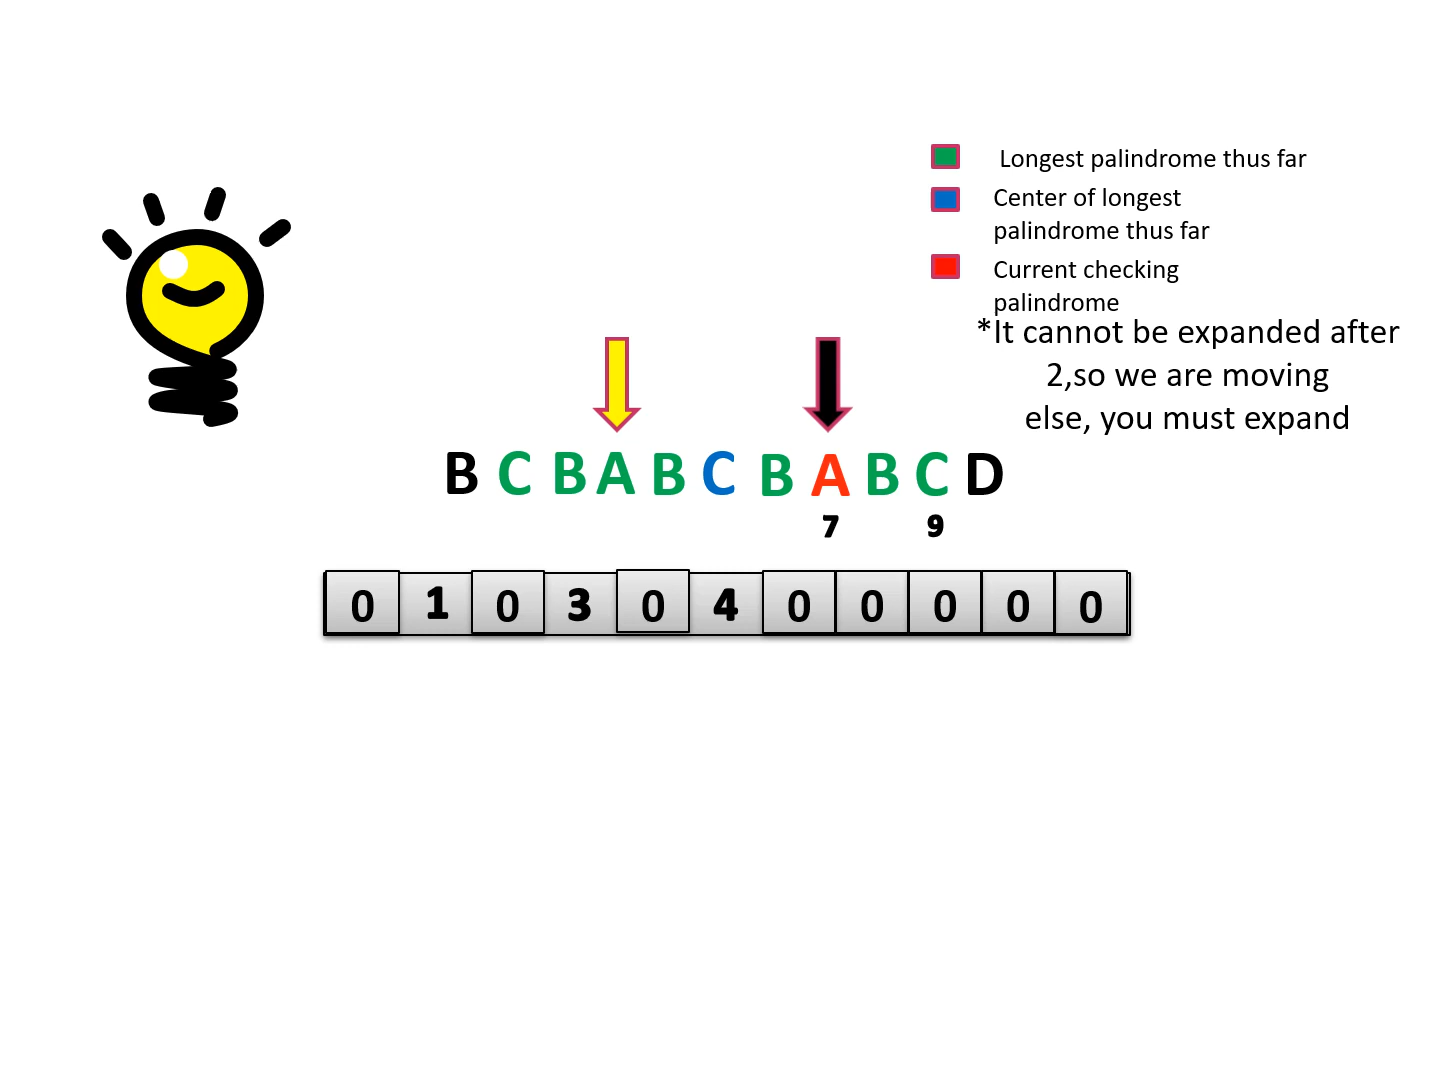 Longest palindrome thus far
Center of longest
palindrome thus far
Current checking
palindrome
*It cannot be expanded after
2,so we are moving
else, you must expand
B C B A B C B A B C D
7 9
0 1 0 3 0 4 0 0 0 0 0